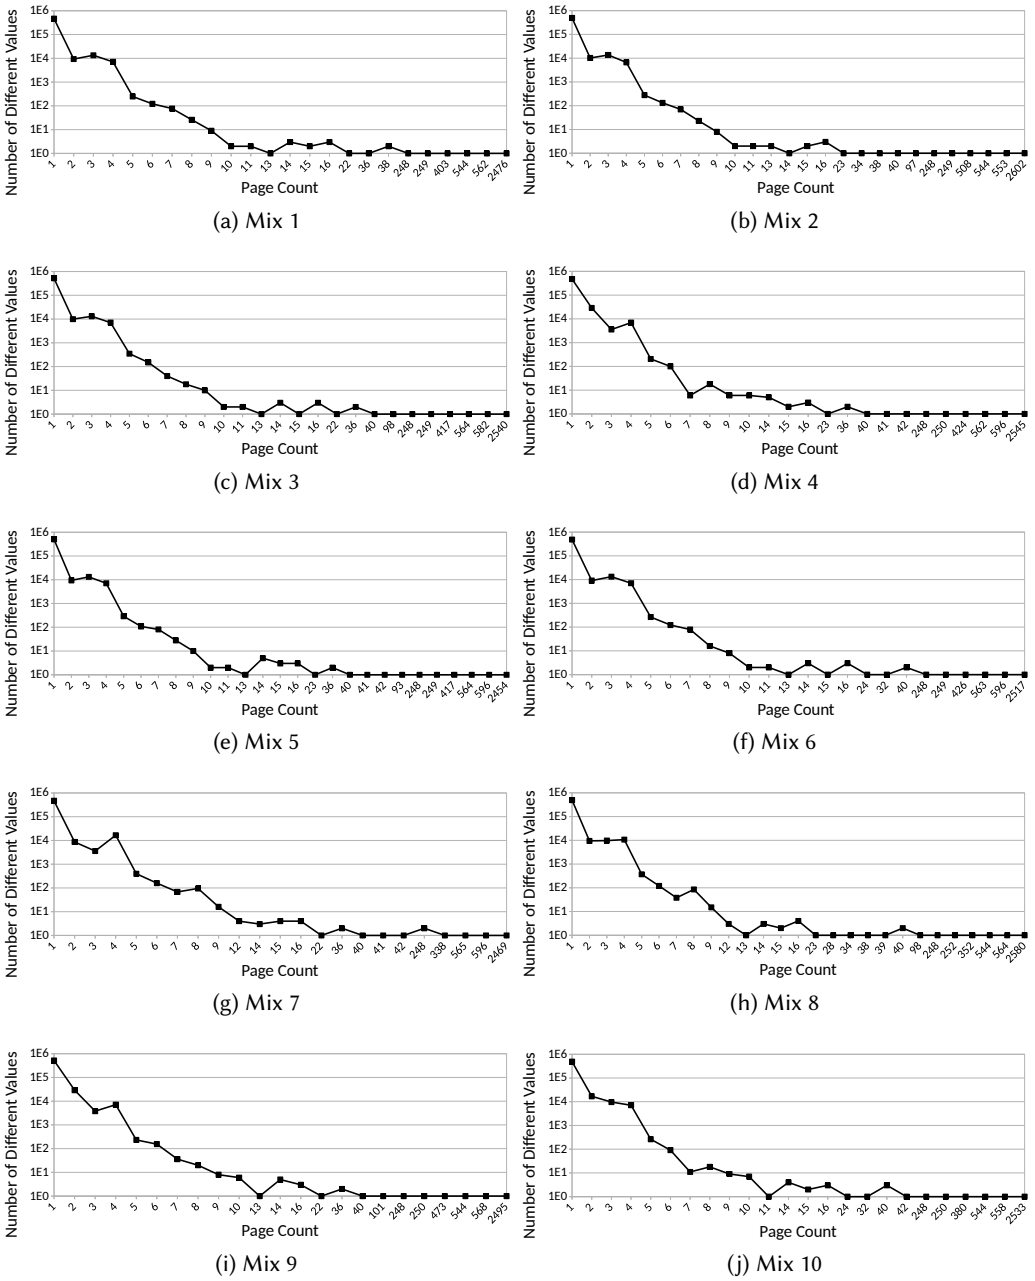 Number of Different Values
1E6
1E5
1E4
1E3
1E2
1E1
1E0
1 2 3 4 5 6 7 8 9 10 11 13 14 15 16 22 36 38 248 249 403 544 562 2476
Page Count
(a) Mix 1
Number of Different Values
1E6
1E5
1E4
1E3
1E2
1E1
1E0
1 2 3 4 5 6 7 8 9 10 11 13 14 15 16 23 34 38 40 97 248 249 508 544 553 2602
Page Count
(b) Mix 2
Number of Different Values
1E6
1E5
1E4
1E3
1E2
1E1
1E0
1 2 3 4 5 6 7 8 9 10 11 13 14 15 16 22 36 40 98 248 249 417 564 582 2540
Page Count
(c) Mix 3
Number of Different Values
1E6
1E5
1E4
1E3
1E2
1E1
1E0
1 2 3 4 5 6 7 8 9 10 14 15 16 23 36 40 41 42 248 250 424 562 596 2545
Page Count
(d) Mix 4
Number of Different Values
1E6
1E5
1E4
1E3
1E2
1E1
1E0
1 2 3 4 5 6 7 8 9 10 11 13 14 15 16 23 36 40 41 42 93 248 249 417 564 596 2454
Page Count
(e) Mix 5
Number of Different Values
1E6
1E5
1E4
1E3
1E2
1E1
1E0
1 2 3 4 5 6 7 8 9 10 11 13 14 15 16 24 32 40 248 249 426 563 596 2517
Page Count
(f) Mix 6
Number of Different Values
1E6
1E5
1E4
1E3
1E2
1E1
1E0
1 2 3 4 5 6 7 8 9 12 14 15 16 22 36 40 41 42 248 338 565 596 2469
Page Count
(g) Mix 7
Number of Different Values
1E6
1E5
1E4
1E3
1E2
1E1
1E0
1 2 3 4 5 6 7 8 9 12 13 14 15 16 23 28 34 38 39 40 98 248 252 352 544 564 2580
Page Count
(h) Mix 8
Number of Different Values
1E6
1E5
1E4
1E3
1E2
1E1
1E0
1 2 3 4 5 6 7 8 9 10 13 14 16 22 36 40 101 248 250 473 544 568 2495
Page Count
(i) Mix 9
Number of Different Values
1E6
1E5
1E4
1E3
1E2
1E1
1E0
1 2 3 4 5 6 7 8 9 10 11 14 15 16 24 32 40 42 248 250 380 544 558 2533
Page Count
(j) Mix 10